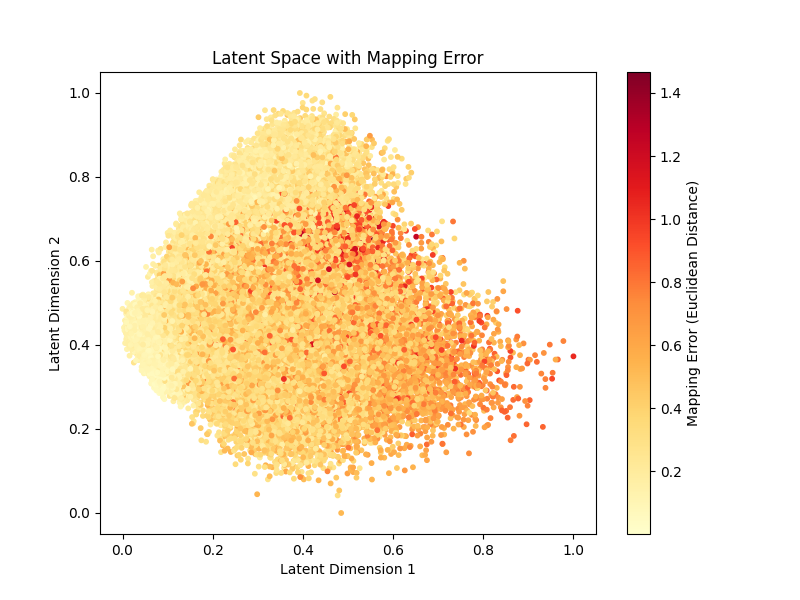 Latent Space with Mapping Error
1.0
0.8
0.6
0.4
0.2
0.0
Latent Dimension 2
0.0 0.2 0.4 0.6 0.8 1.0
Latent Dimension 1
1.4
1.2
1.0
0.8
0.6
0.4
0.2
Mapping Error (Euclidean Distance)